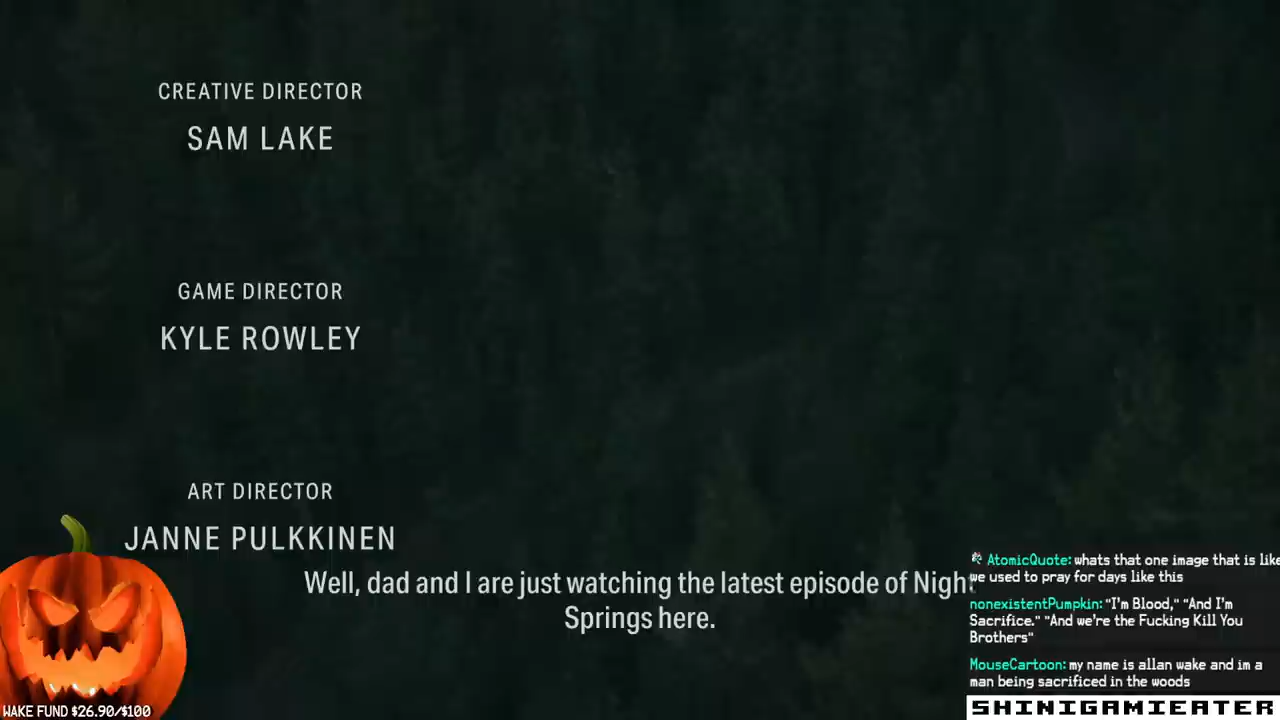 CREATIVE DIRECTOR
SAM LAKE
GAME DIRECTOR
KYLE ROWLEY
ART DIRECTOR
JANNE PULKKINEN
Well, dad and I are just watching the latest episode of Nigh
Springs here.
AtomicQuote: whats that one image that is like
we used to pray for days like this
nonexistentPumpkin: "I'm Blood," "And I'm
Sacrifice." "And we're the Fucking Kill You
Brothers"
MouseCartoon: my name is allan wake and im a
man being sacrificed in the woods
WAKE FUND $26.90/$100
SHINIGAMIEATER